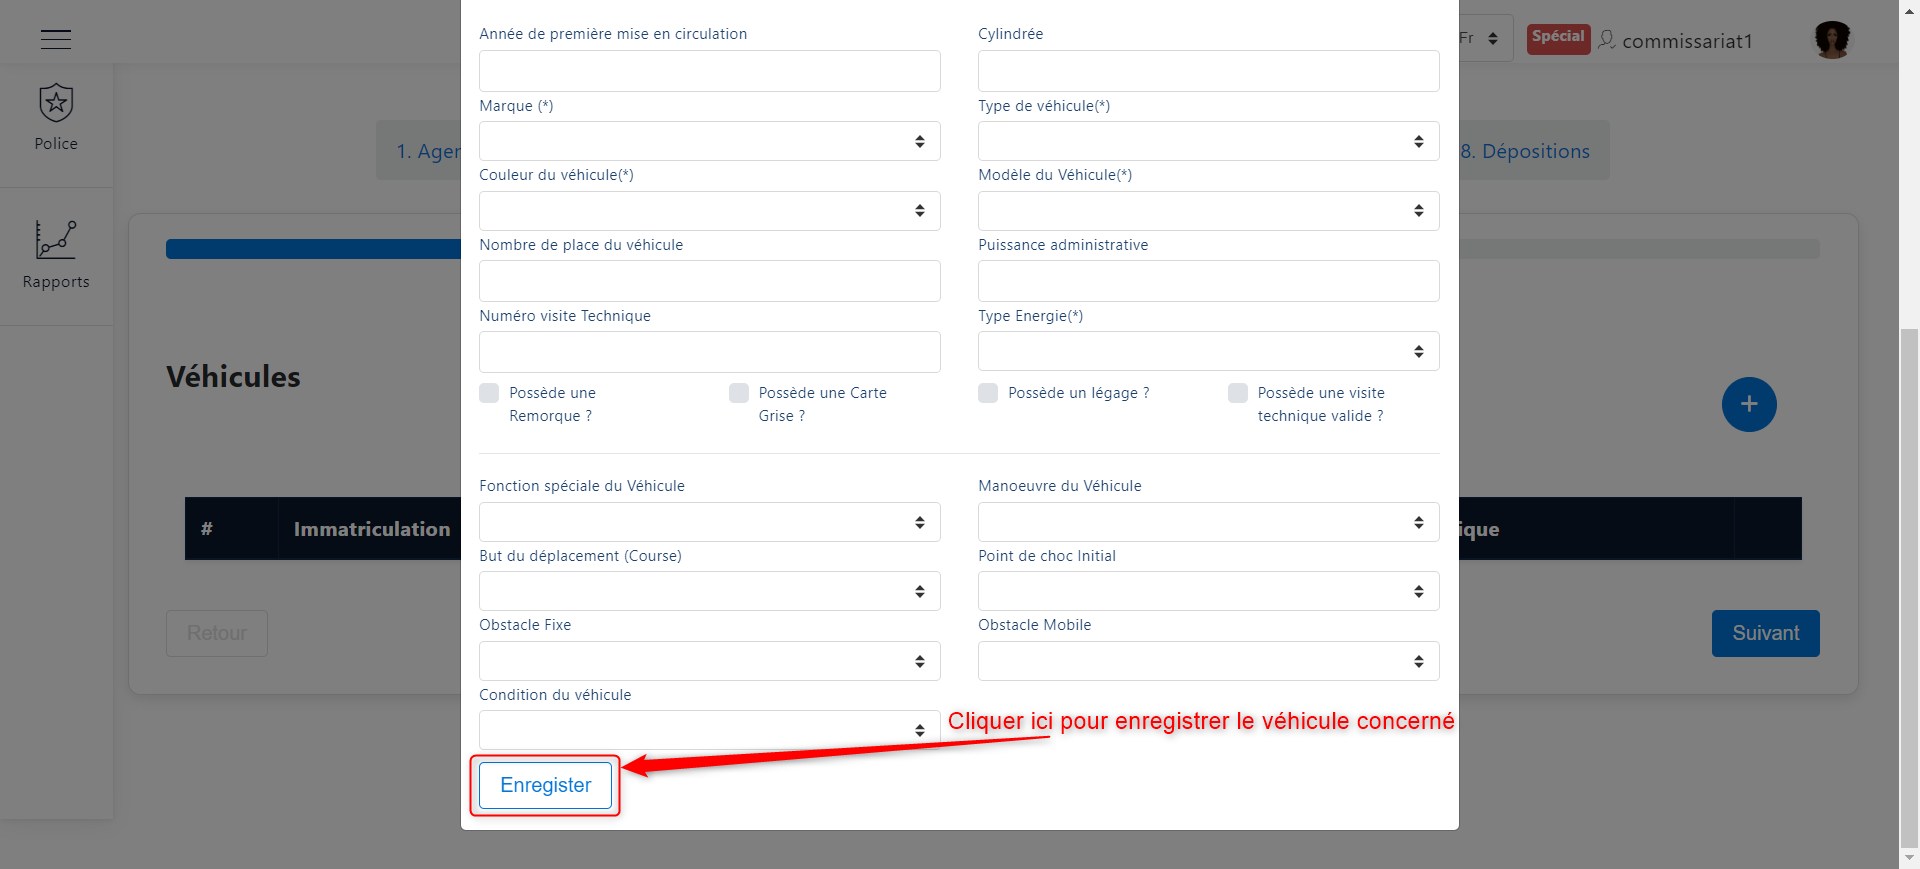 Fr
Spécial
commissariat1
Police
Rapports
1. Agen
8. Dépositions
Véhicules
#
Immatriculation
ique
Retour
Suivant
Année de première mise en circulation
Cylindrée
Marque (*)
Type de véhicule(*)
Couleur du véhicule(*)
Modèle du Véhicule(*)
Nombre de place du véhicule
Puissance administrative
Numéro visite Technique
Type Energie(*)
Possède une
Remorque ?
Possède une Carte
Grise ?
Possède un légage ?
Possède une visite
technique valide ?
Fonction spéciale du Véhicule
Manoeuvre du Véhicule
But du déplacement (Course)
Point de choc Initial
Obstacle Fixe
Obstacle Mobile
Condition du véhicule
Cliquer ici pour enregistrer le véhicule concerné
Enregister